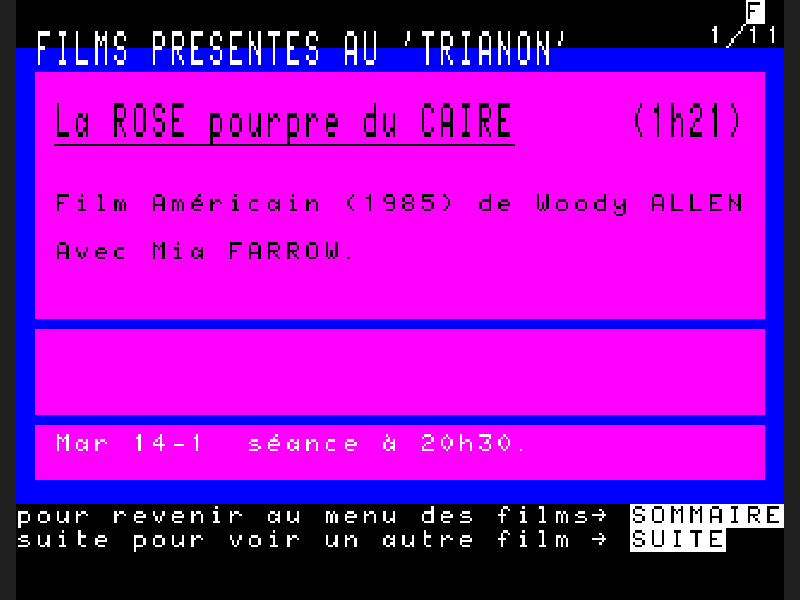 F
1/11
FILMS PRESENTES AU 'TRIANON'
La ROSE pourpre du CAIRE (1h21)
Film Américain (1985) de Woody ALLEN
Avec Mia FARROW.
Mar 14-1 séance à 20h30.
pour revenir au menu des films→ SOMMAIRE
suite pour voir un autre film → SUITE